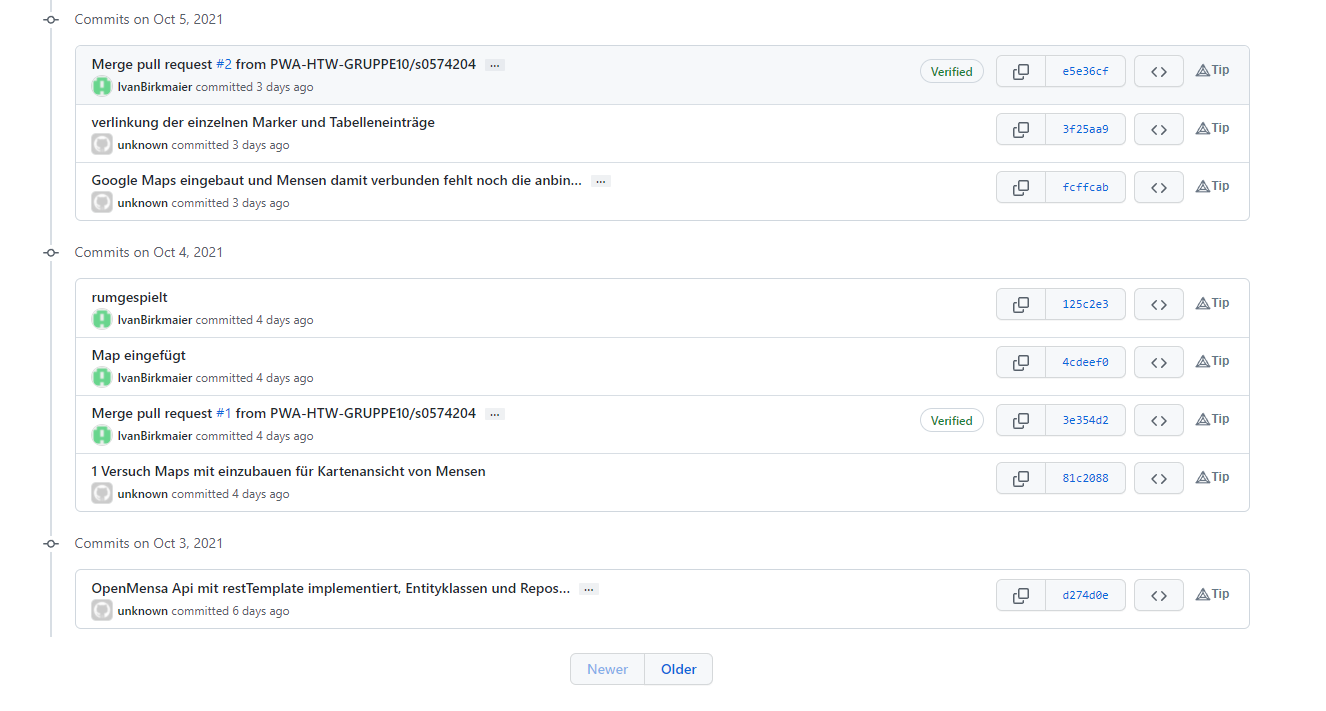 Commits on Oct 5, 2021
Merge pull request #2 from PWA-HTW-GRUPPE10/s0574204 ...
Verified
e5e36cf
Tip
IvanBirkmaier committed 3 days ago
verlinkung der einzelnen Marker und Tabelleneinträge
3f25aa9
Tip
unknown committed 3 days ago
Google Maps eingebaut und Mensen damit verbunden fehlt noch die anbin... ...
fcffcab
Tip
unknown committed 3 days ago
Commits on Oct 4, 2021
rumgespielt
125c2e3
Tip
IvanBirkmaier committed 4 days ago
Map eingefügt
4cdeef0
Tip
IvanBirkmaier committed 4 days ago
Merge pull request #1 from PWA-HTW-GRUPPE10/s0574204 ...
Verified
3e354d2
Tip
IvanBirkmaier committed 4 days ago
1 Versuch Maps mit einzubauen für Kartenansicht von Mensen
81c2088
Tip
unknown committed 4 days ago
Commits on Oct 3, 2021
OpenMensa Api mit restTemplate implementiert, Entityklassen und Repos... ...
d274d0e
Tip
unknown committed 6 days ago
Newer
Older